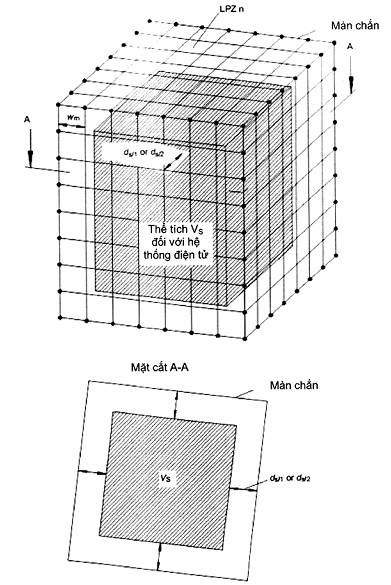 LPZ n
Màn chắn
A
A
wm
ds/1 or ds/2
Thể tích VS
đối với hệ
thống điện tử
Mặt cắt A-A
Màn chắn
VS
ds/1 or ds/2